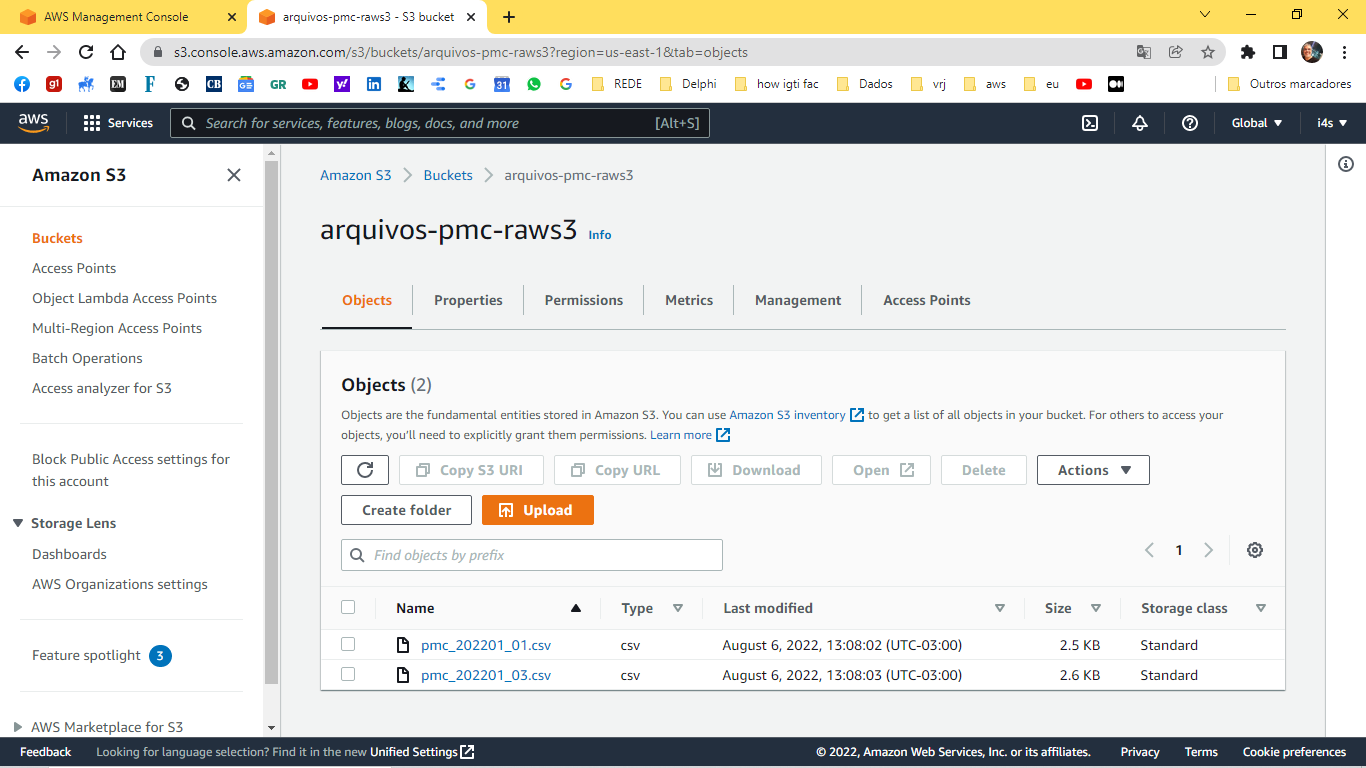 AWS Management Console
arquivos-pmc-raws3 - S3 bucket
s3.console.aws.amazon.com/s3/buckets/arquivos-pmc-raws3?region=us-east-1&tab=objects
g1 EM F CB GE GR y! in 31 G REDE Delphi how igti fac Dados vrj aws eu Outros marcadores
aws Services Search for services, features, blogs, docs, and more [Alt+S] Global i4s
Amazon S3
Buckets
Access Points
Object Lambda Access Points
Multi-Region Access Points
Batch Operations
Access analyzer for S3
Block Public Access settings for
this account
Storage Lens
Dashboards
AWS Organizations settings
Feature spotlight 3
AWS Marketplace for S3
Amazon S3 Buckets arquivos-pmc-raws3
arquivos-pmc-raws3 Info
Objects Properties Permissions Metrics Management Access Points
Objects (2)
Objects are the fundamental entities stored in Amazon S3. You can use Amazon S3 inventory to get a list of all objects in your bucket. For others to access your
objects, you'll need to explicitly grant them permissions. Learn more
Copy S3 URI Copy URL Download Open Delete Actions
Create folder Upload
Find objects by prefix 1
Name Type Last modified Size Storage class
pmc_202201_01.csv csv August 6, 2022, 13:08:02 (UTC-03:00) 2.5 KB Standard
pmc_202201_03.csv csv August 6, 2022, 13:08:03 (UTC-03:00) 2.6 KB Standard
Feedback Looking for language selection? Find it in the new Unified Settings © 2022, Amazon Web Services, Inc. or its affiliates. Privacy Terms Cookie preferences